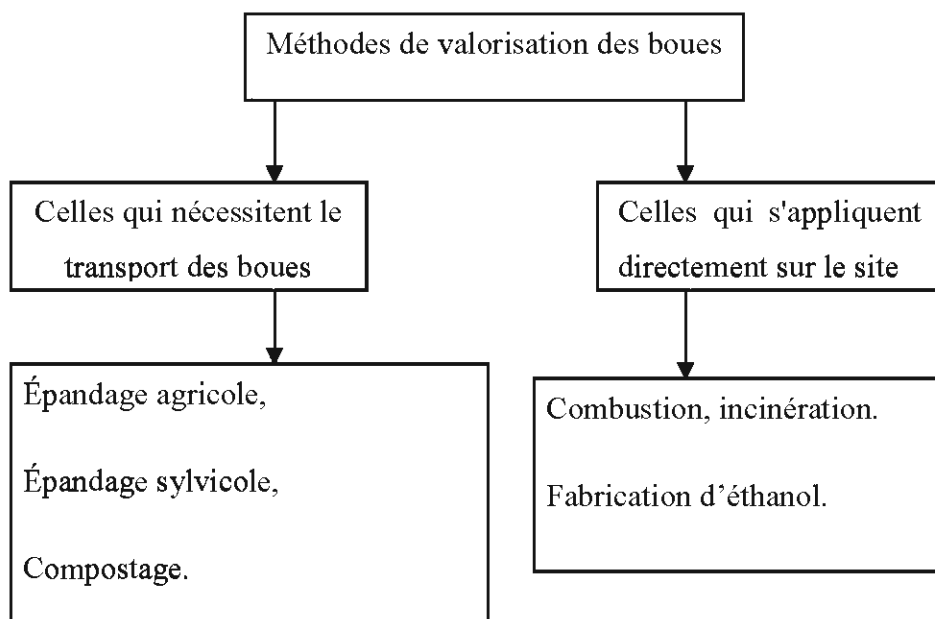 Méthodes de valorisation des boues
Celles qui nécessitent le
transport des boues
Celles qui s'appliquent
directement sur le site
Épandage agricole,
Épandage sylvicole,
Compostage.
Combustion, incinération.
Fabrication d’éthanol.